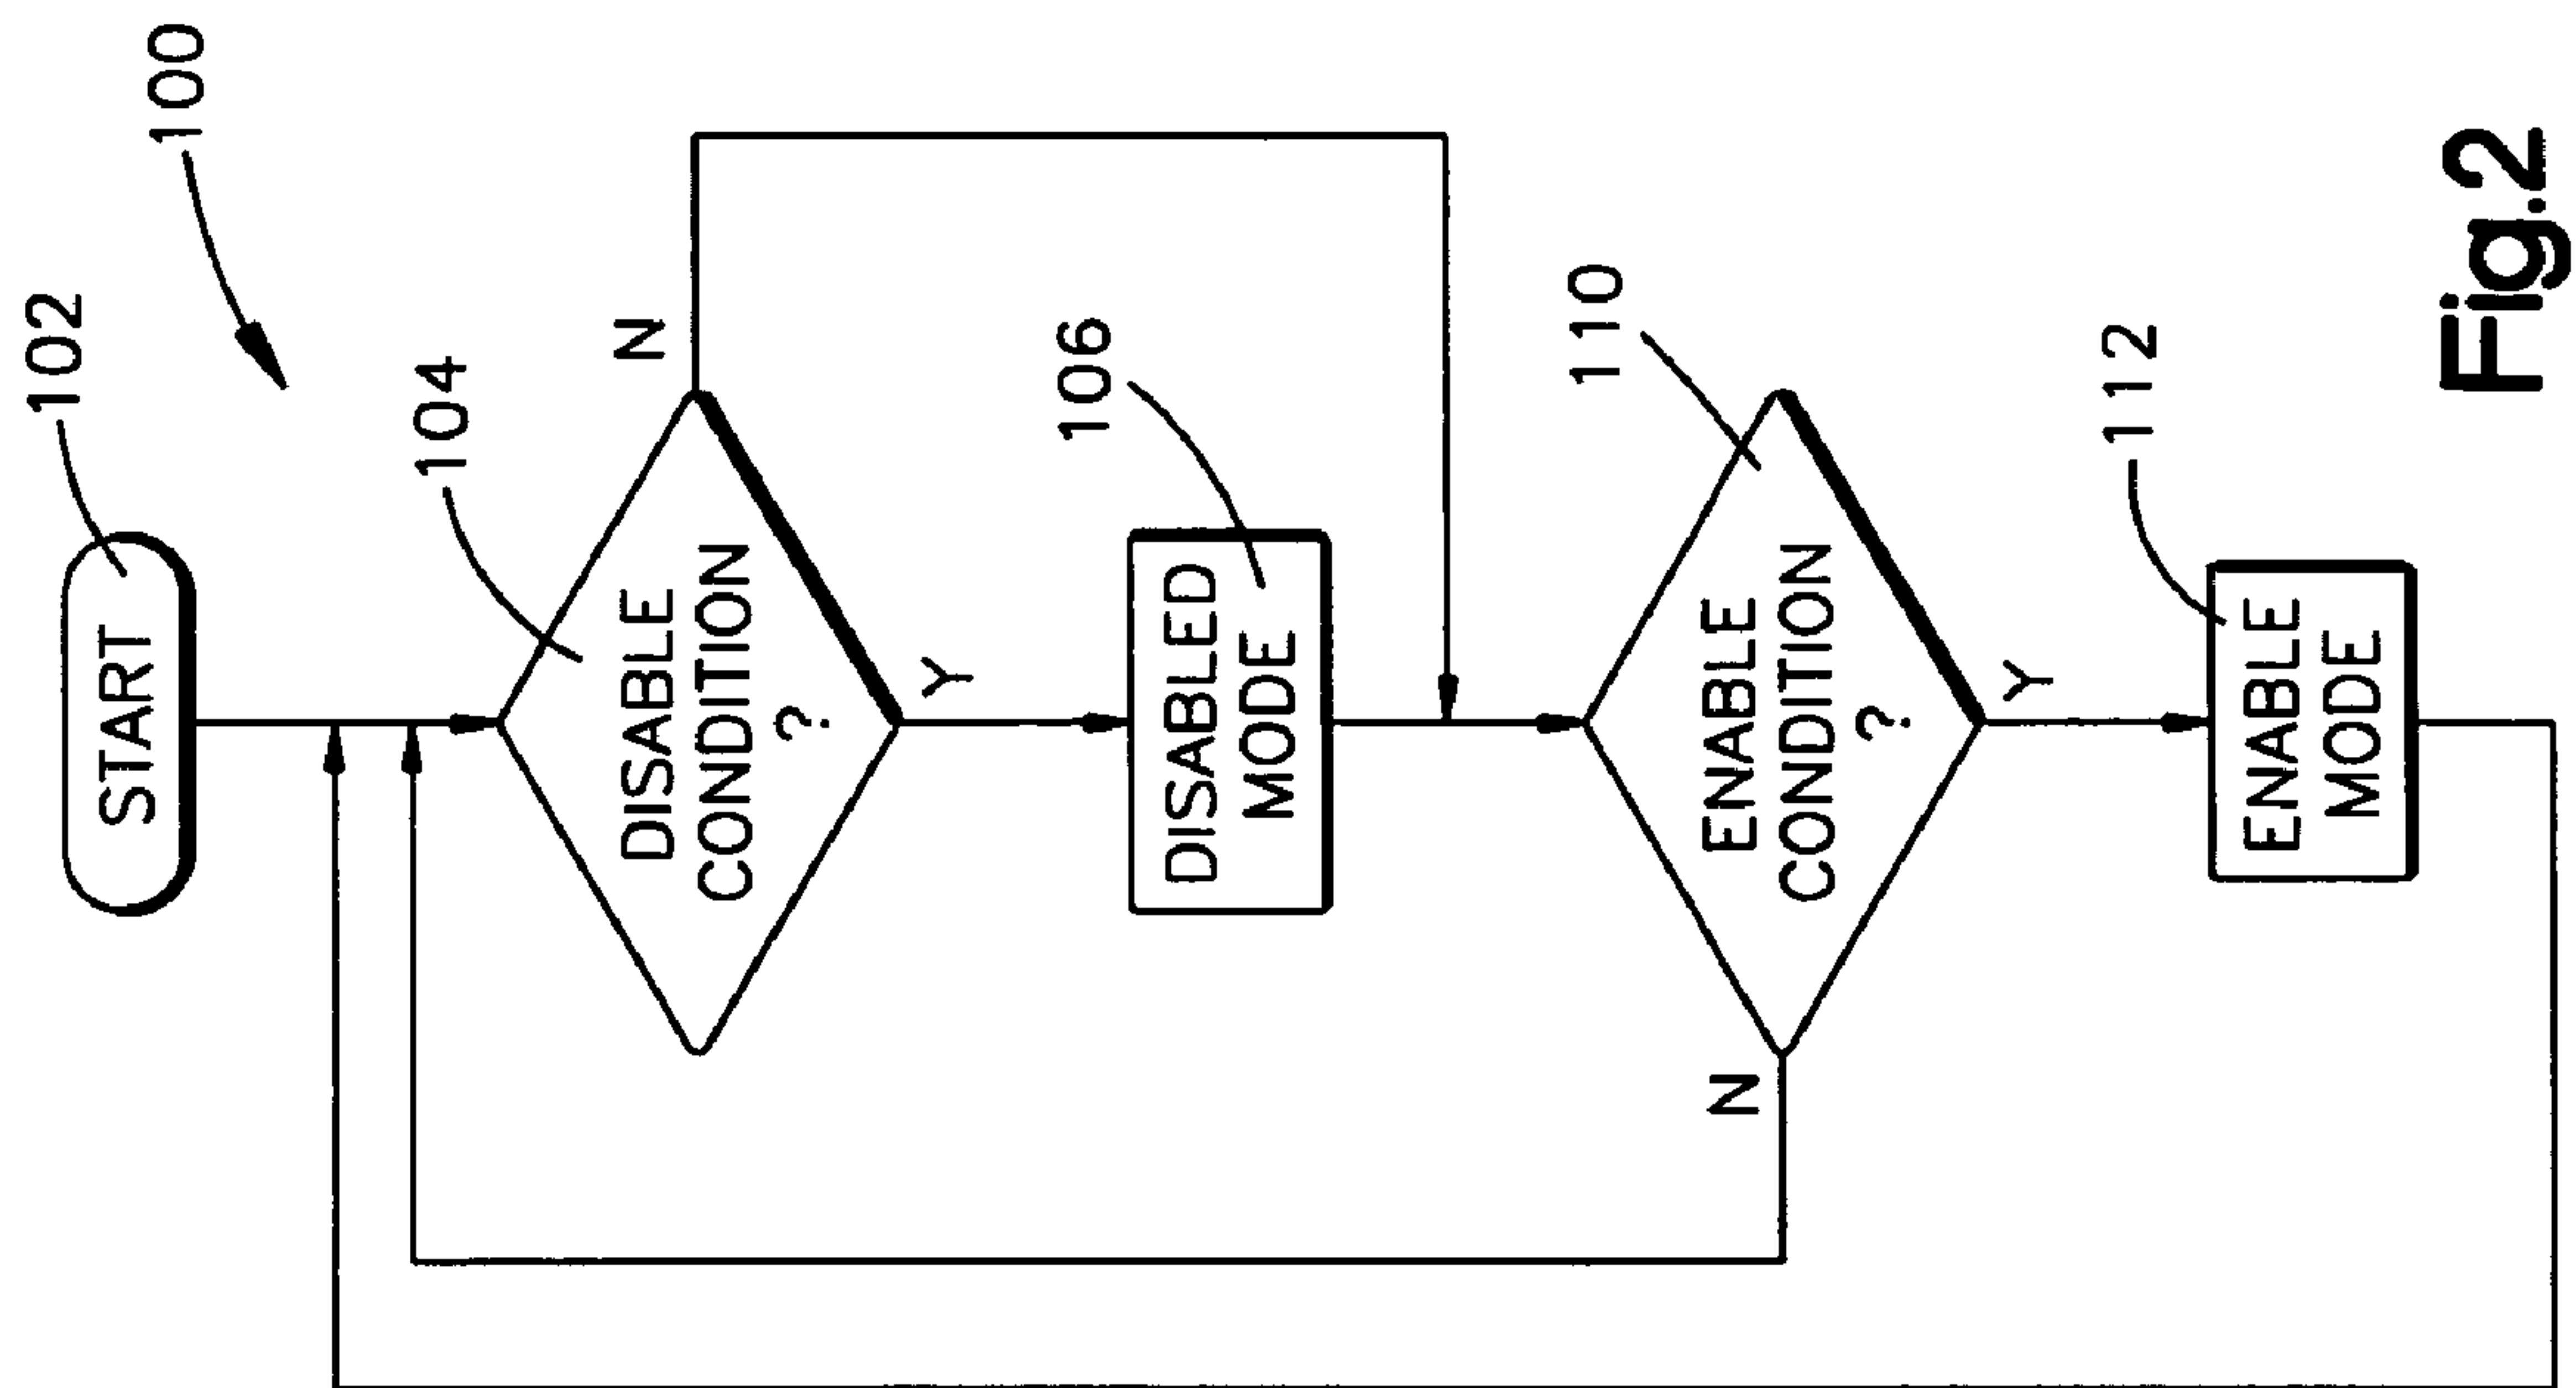 100
102
START
104
DISABLE
CONDITION
?
N
Y
106
DISABLED
MODE
110
ENABLE
CONDITION
?
N
Y
112
ENABLE
MODE
Fig.2